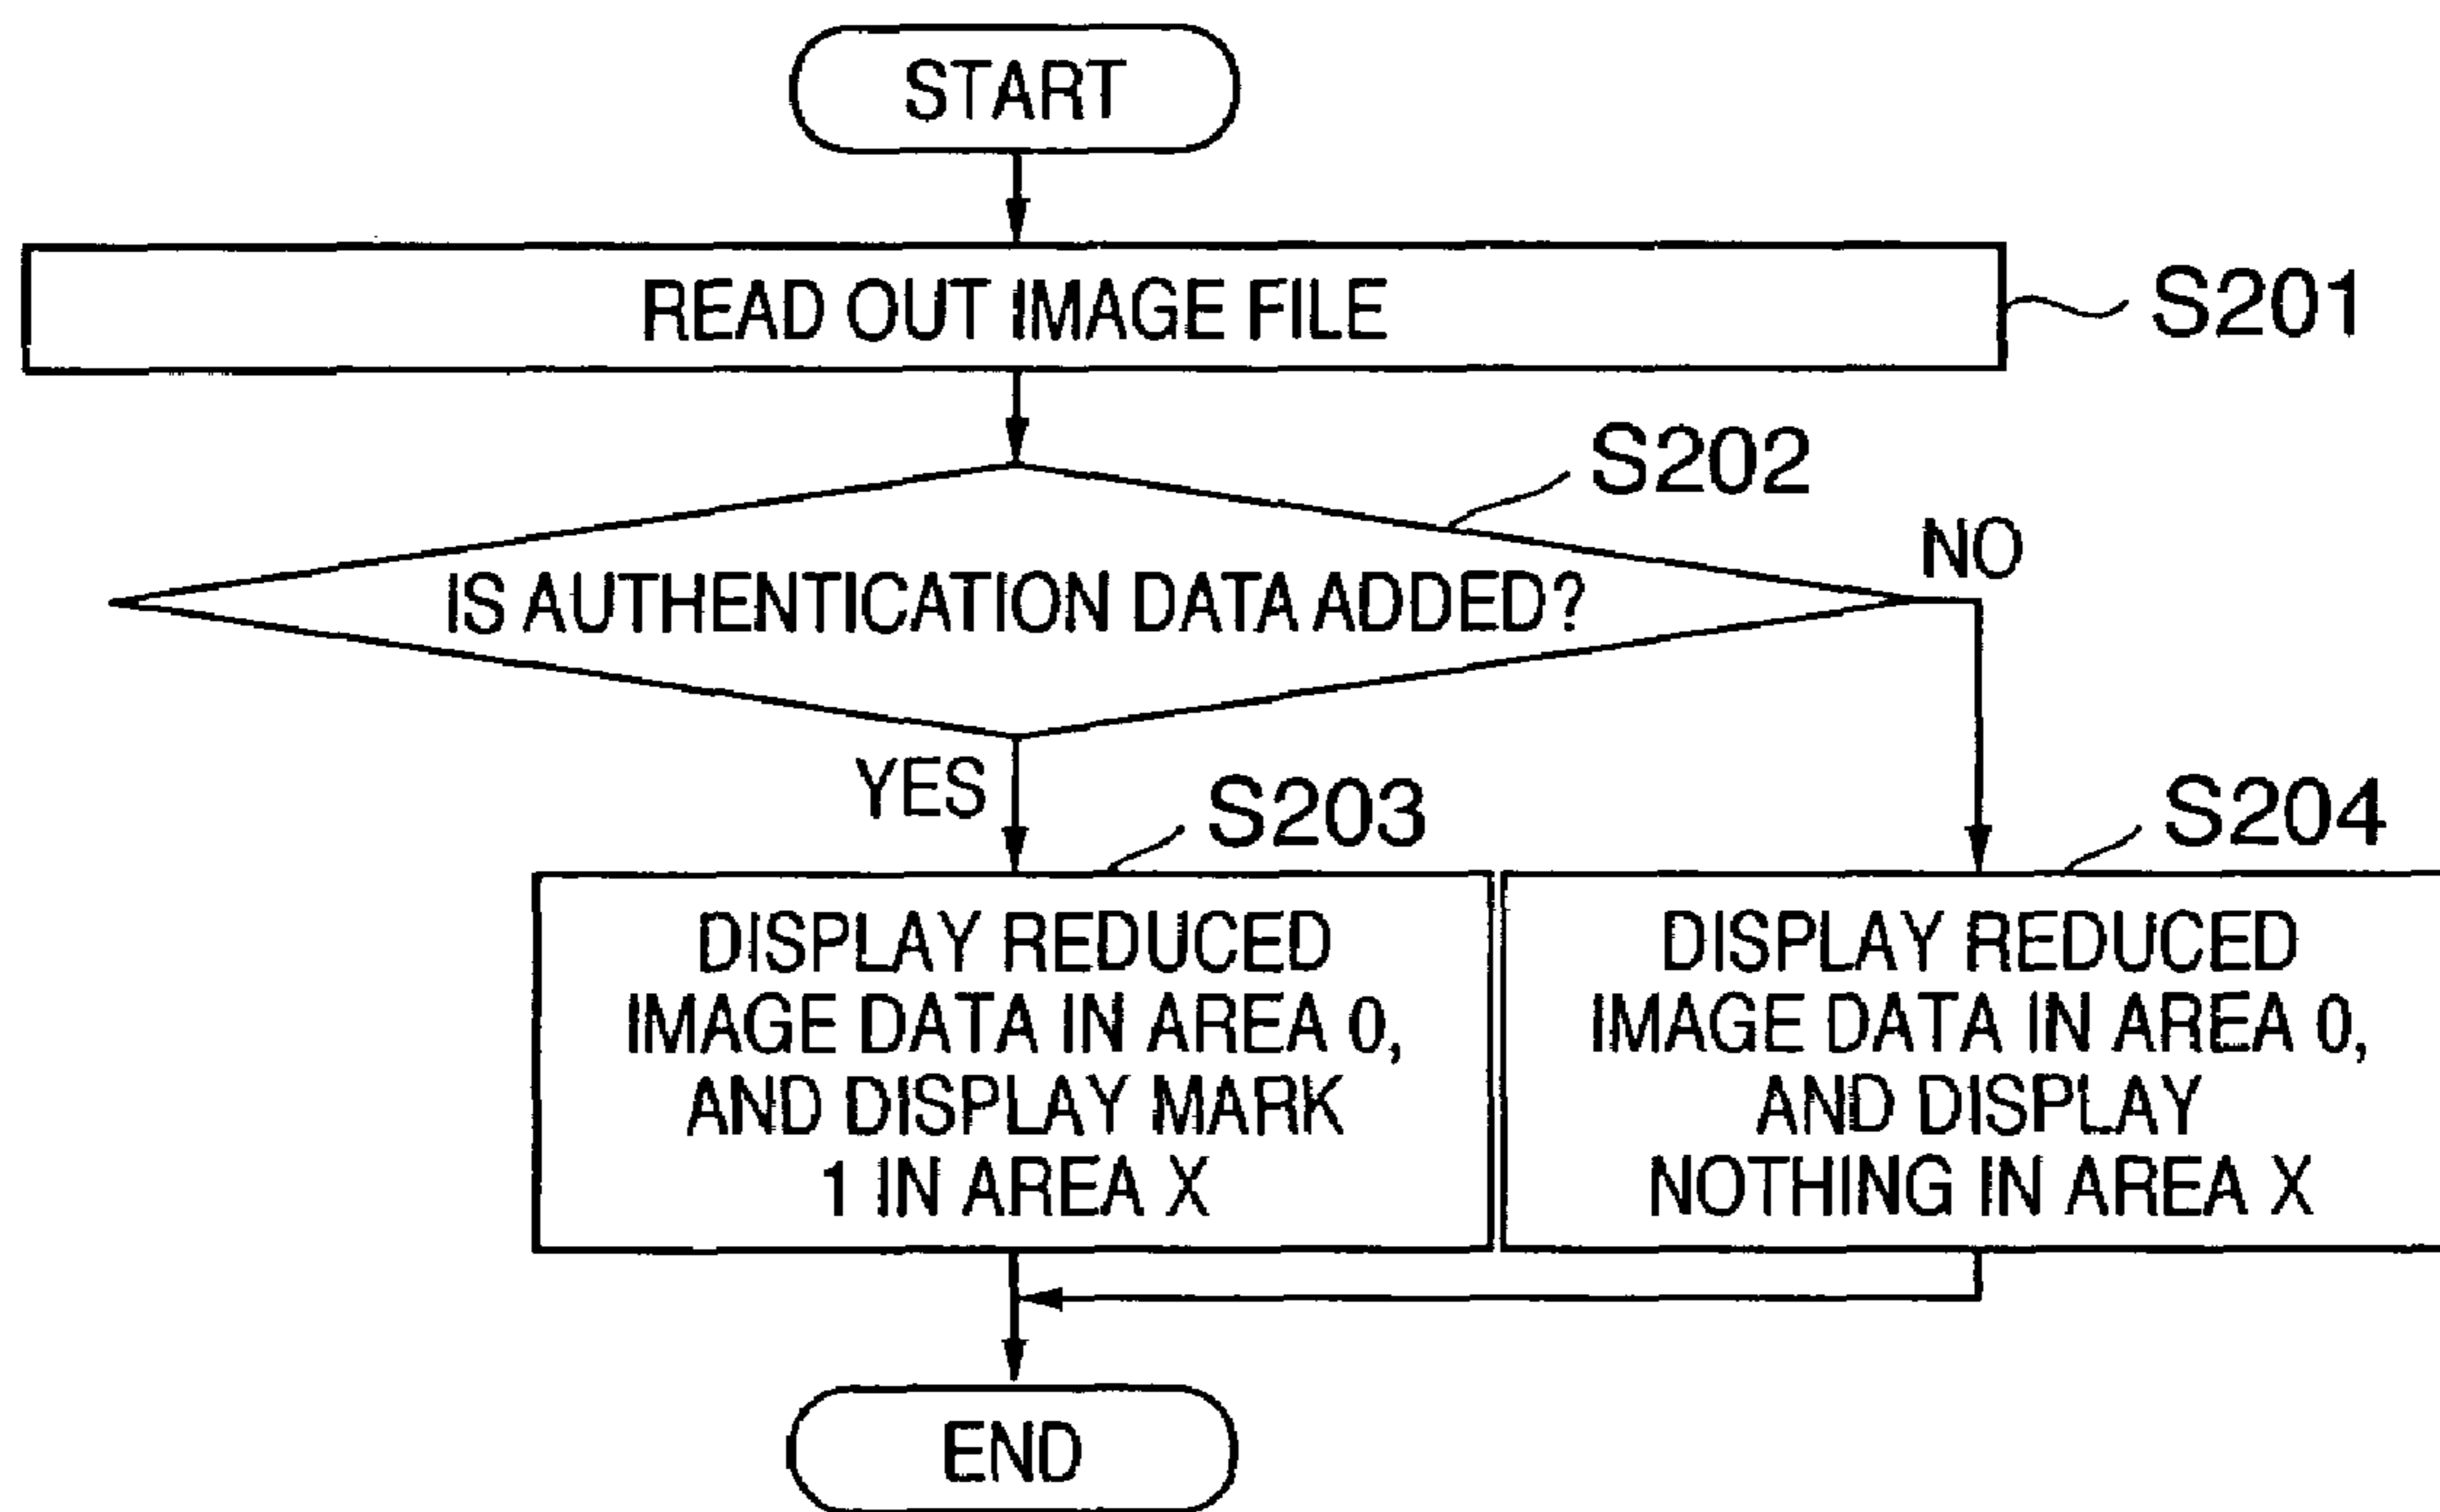 START
READ OUT IMAGE FILE
S201
S202
NO
IS AUTHENTICATION DATA ADDED?
YES
S203
S204
DISPLAY REDUCED
IMAGE DATA IN AREA 0,
AND DISPLAY MARK
1 IN AREA X
DISPLAY REDUCED
IMAGE DATA IN AREA 0,
AND DISPLAY
NOTHING IN AREA X
END